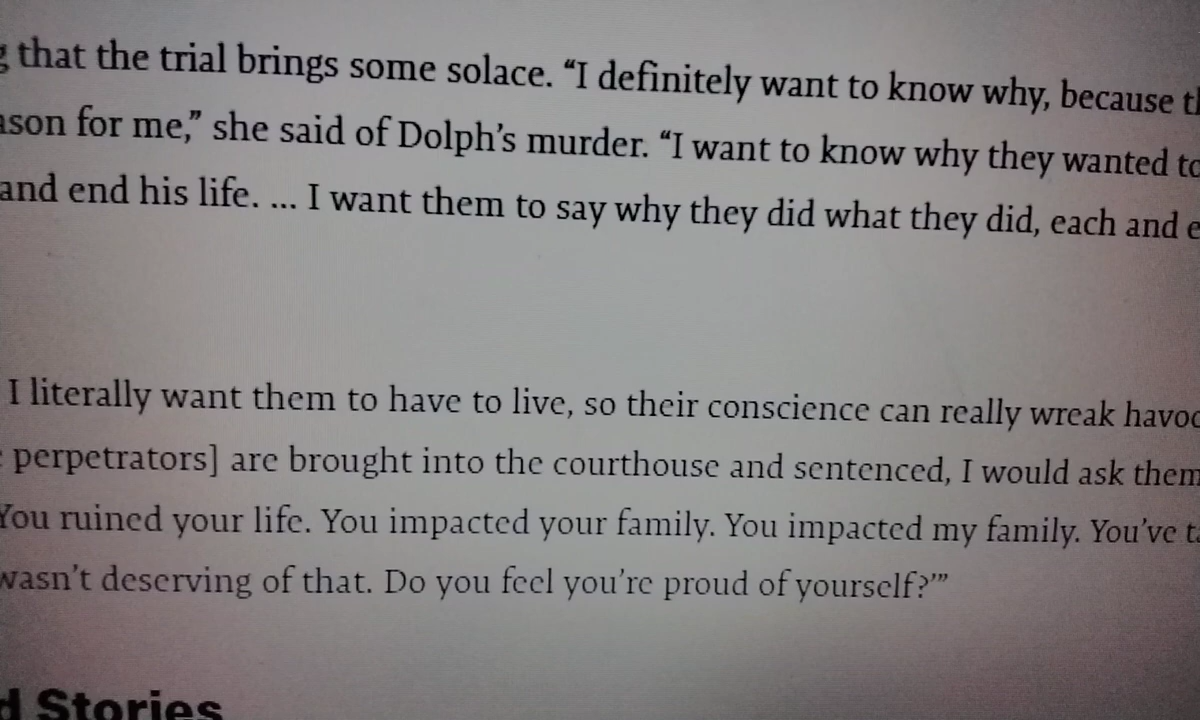 that the trial brings some solace. “I definitely want to know why, because
for me,” she said of Dolph’s murder. “I want to know why they wanted
and end his life. ... I want them to say why they did what they did, each and
I literally want them to have to live, so their conscience can really wreak
perpetrators] are brought into the courthouse and sentenced, I would ask them
You ruined your life. You impacted your family. You impacted my family. You’ve
wasn’t deserving of that. Do you feel you’re proud of yourself?’”
Stories